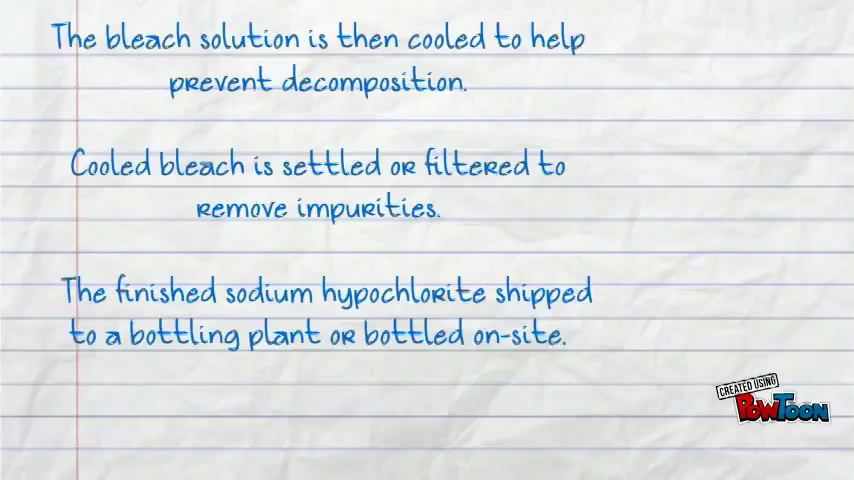 The bleach solution is then cooled to help
prevent decomposition.
Cooled bleach is settled or filtered to
remove impurities.
The finished sodium hypochlorite shipped
to a bottling plant or bottled on-site.
CREATED USING
POWTOON